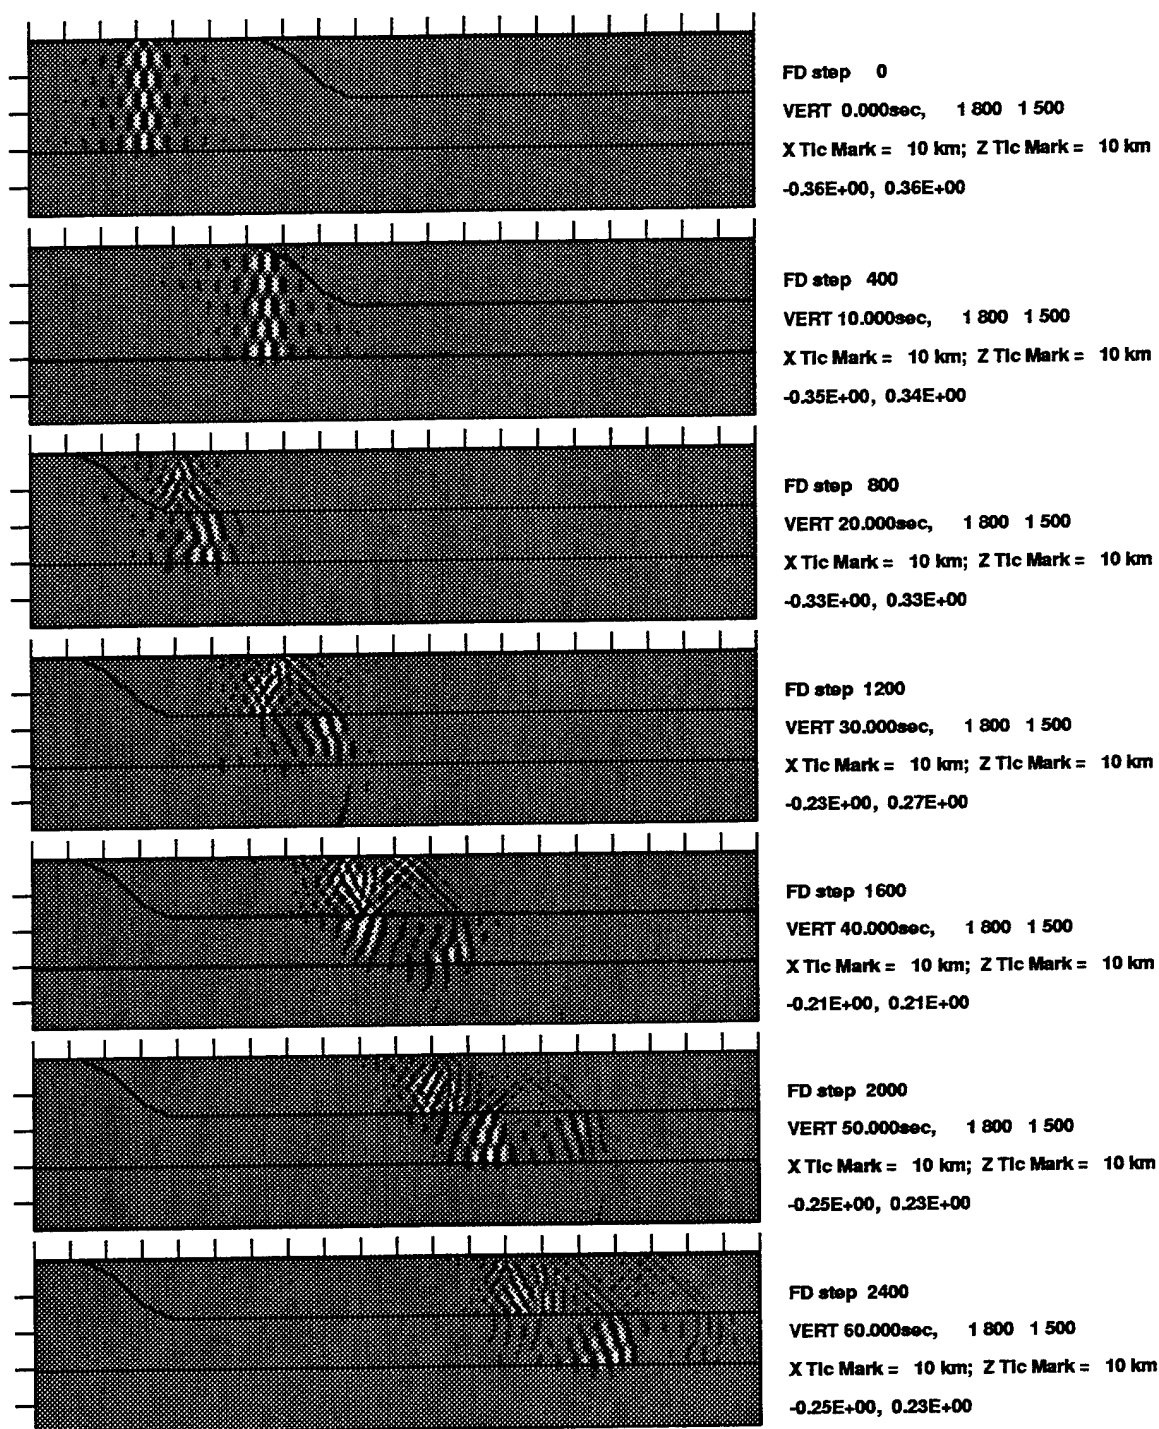 FD step 0
VERT 0.000sec, 1 800 1 500
X Tic Mark = 10 km; Z Tic Mark = 10 km
-0.36E+00, 0.36E+00
FD step 400
VERT 10.000sec, 1 800 1 500
X Tic Mark = 10 km; Z Tic Mark = 10 km
-0.35E+00, 0.34E+00
FD step 800
VERT 20.000sec, 1 800 1 500
X Tic Mark = 10 km; Z Tic Mark = 10 km
-0.33E+00, 0.33E+00
FD step 1200
VERT 30.000sec, 1 800 1 500
X Tic Mark = 10 km; Z Tic Mark = 10 km
-0.23E+00, 0.27E+00
FD step 1600
VERT 40.000sec, 1 800 1 500
X Tic Mark = 10 km; Z Tic Mark = 10 km
-0.21E+00, 0.21E+00
FD step 2000
VERT 50.000sec, 1 800 1 500
X Tic Mark = 10 km; Z Tic Mark = 10 km
-0.25E+00, 0.23E+00
FD step 2400
VERT 60.000sec, 1 800 1 500
X Tic Mark = 10 km; Z Tic Mark = 10 km
-0.25E+00, 0.23E+00